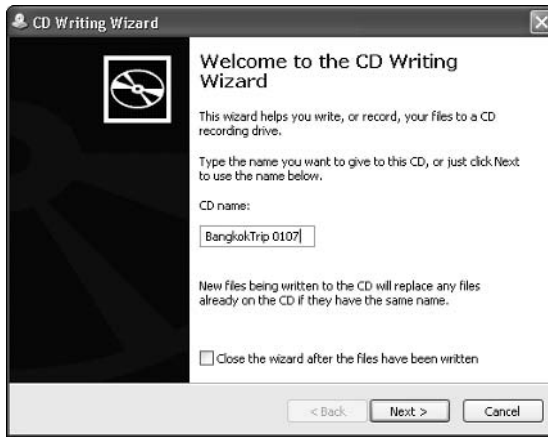 CD Writing Wizard
Welcome to the CD Writing
Wizard
This wizard helps you write, or record, your files to a CD
recording drive.
Type the name you want to give to this CD, or just click Next
to use the name below.
CD name:
BangkokTrip 0107
New files being written to the CD will replace any files
already on the CD if they have the same name.
Close the wizard after the files have been written
< Back Next > Cancel